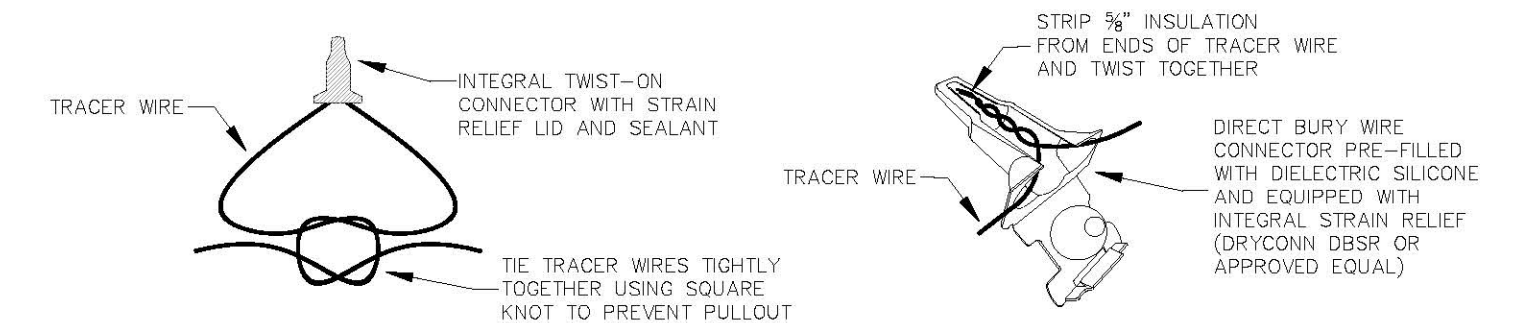 TRACER WIRE
INTEGRAL TWIST-ON
CONNECTOR WITH STRAIN
RELIEF LID AND SEALANT
TIE TRACER WIRES TIGHTLY
TOGETHER USING SQUARE
KNOT TO PREVENT PULLOUT
STRIP ⅝" INSULATION
FROM ENDS OF TRACER WIRE
AND TWIST TOGETHER
TRACER WIRE
DIRECT BURY WIRE
CONNECTOR PRE-FILLED
WITH DIELECTRIC SILICONE
AND EQUIPPED WITH
INTEGRAL STRAIN RELIEF
(DRYCONN DBSR OR
APPROVED EQUAL)